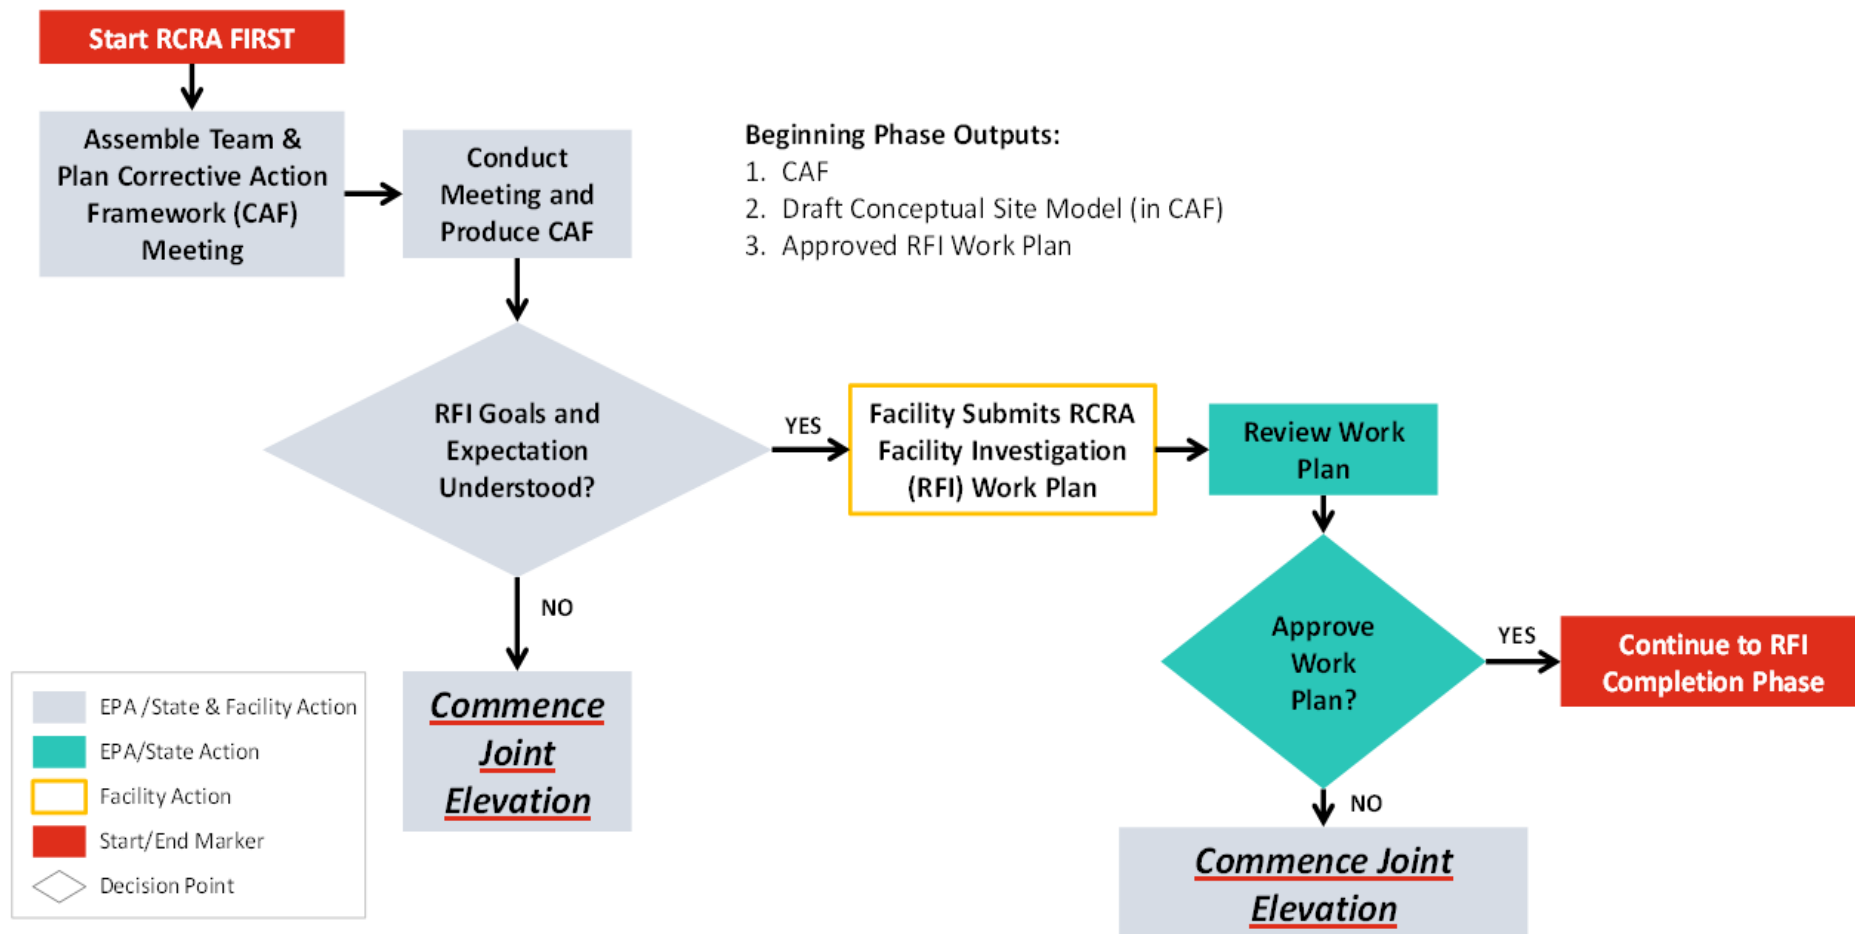 Start RCRA FIRST
Assemble Team &
Plan Corrective Action
Framework (CAF)
Meeting
Conduct
Meeting and
Produce CAF
Beginning Phase Outputs:
1. CAF
2. Draft Conceptual Site Model (in CAF)
3. Approved RFI Work Plan
RFI Goals and
Expectation
Understood?
YES
Facility Submits RCRA
Facility Investigation
(RFI) Work Plan
Review Work
Plan
NO
Commence
Joint
Elevation
Approve
Work
Plan?
YES
Continue to RFI
Completion Phase
NO
Commence Joint
Elevation
EPA /State & Facility Action
EPA/State Action
Facility Action
Start/End Marker
Decision Point